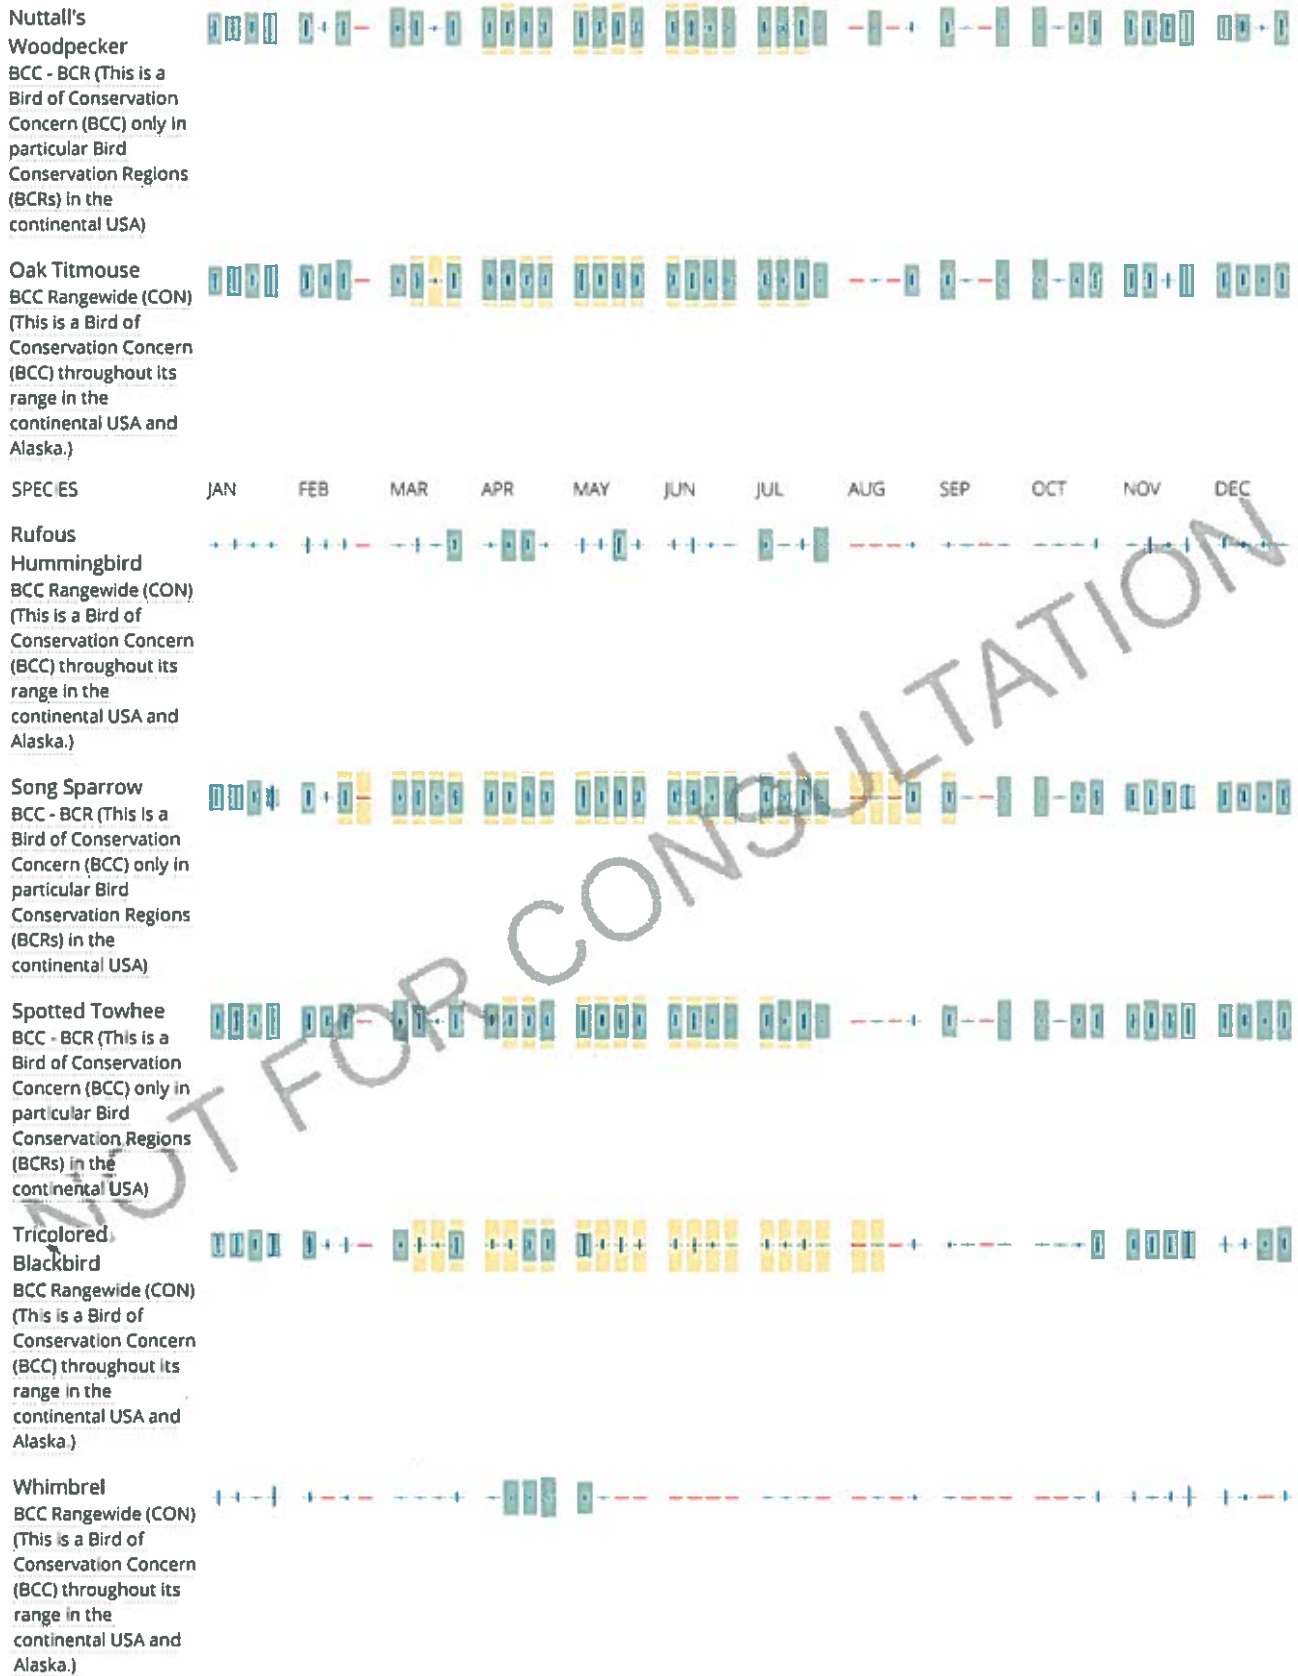 Nuttall's
Woodpecker
BCC - BCR (This is a
Bird of Conservation
Concern (BCC) only in
particular Bird
Conservation Regions
(BCRs) in the
continental USA)
Oak Titmouse
BCC Rangewide (CON)
(This is a Bird of
Conservation Concern
(BCC) throughout its
range in the
continental USA and
Alaska.)
SPECIES JAN FEB MAR APR MAY JUN JUL AUG SEP OCT NOV DEC
Rufous
Hummingbird
BCC Rangewide (CON)
(This is a Bird of
Conservation Concern
(BCC) throughout its
range in the
continental USA and
Alaska.)
Song Sparrow
BCC - BCR (This is a
Bird of Conservation
Concern (BCC) only in
particular Bird
Conservation Regions
(BCRs) in the
continental USA)
Spotted Towhee
BCC - BCR (This is a
Bird of Conservation
Concern (BCC) only in
particular Bird
Conservation Regions
(BCRs) in the
continental USA)
Tricolored
Blackbird
BCC Rangewide (CON)
(This is a Bird of
Conservation Concern
(BCC) throughout its
range in the
continental USA and
Alaska.)
Whimbrel
BCC Rangewide (CON)
(This is a Bird of
Conservation Concern
(BCC) throughout its
range in the
continental USA and
Alaska.)
NOT FOR CONSULTATION